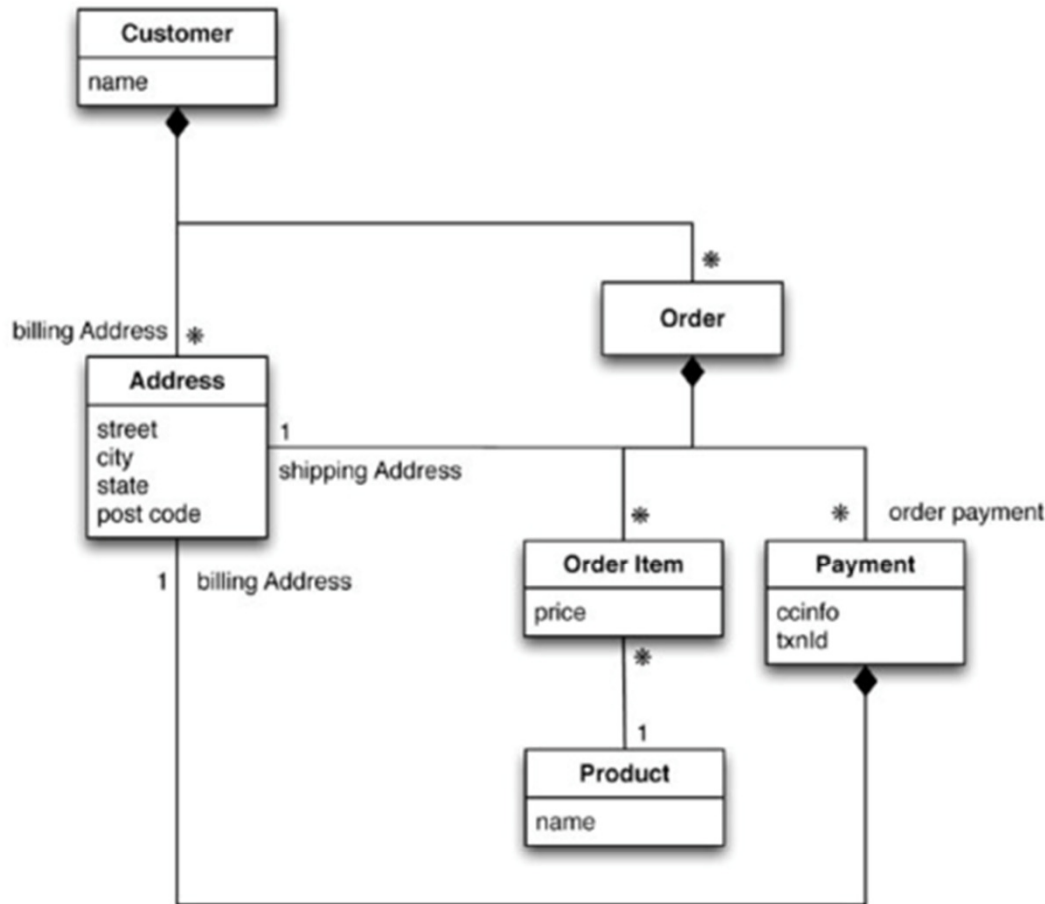 Customer
name
*
Order
billing Address *
Address
street
city
state
post code
1
shipping Address
* order payment
*
Order Item
price
Payment
ccinfo
txnId
1 billing Address
*
1
Product
name